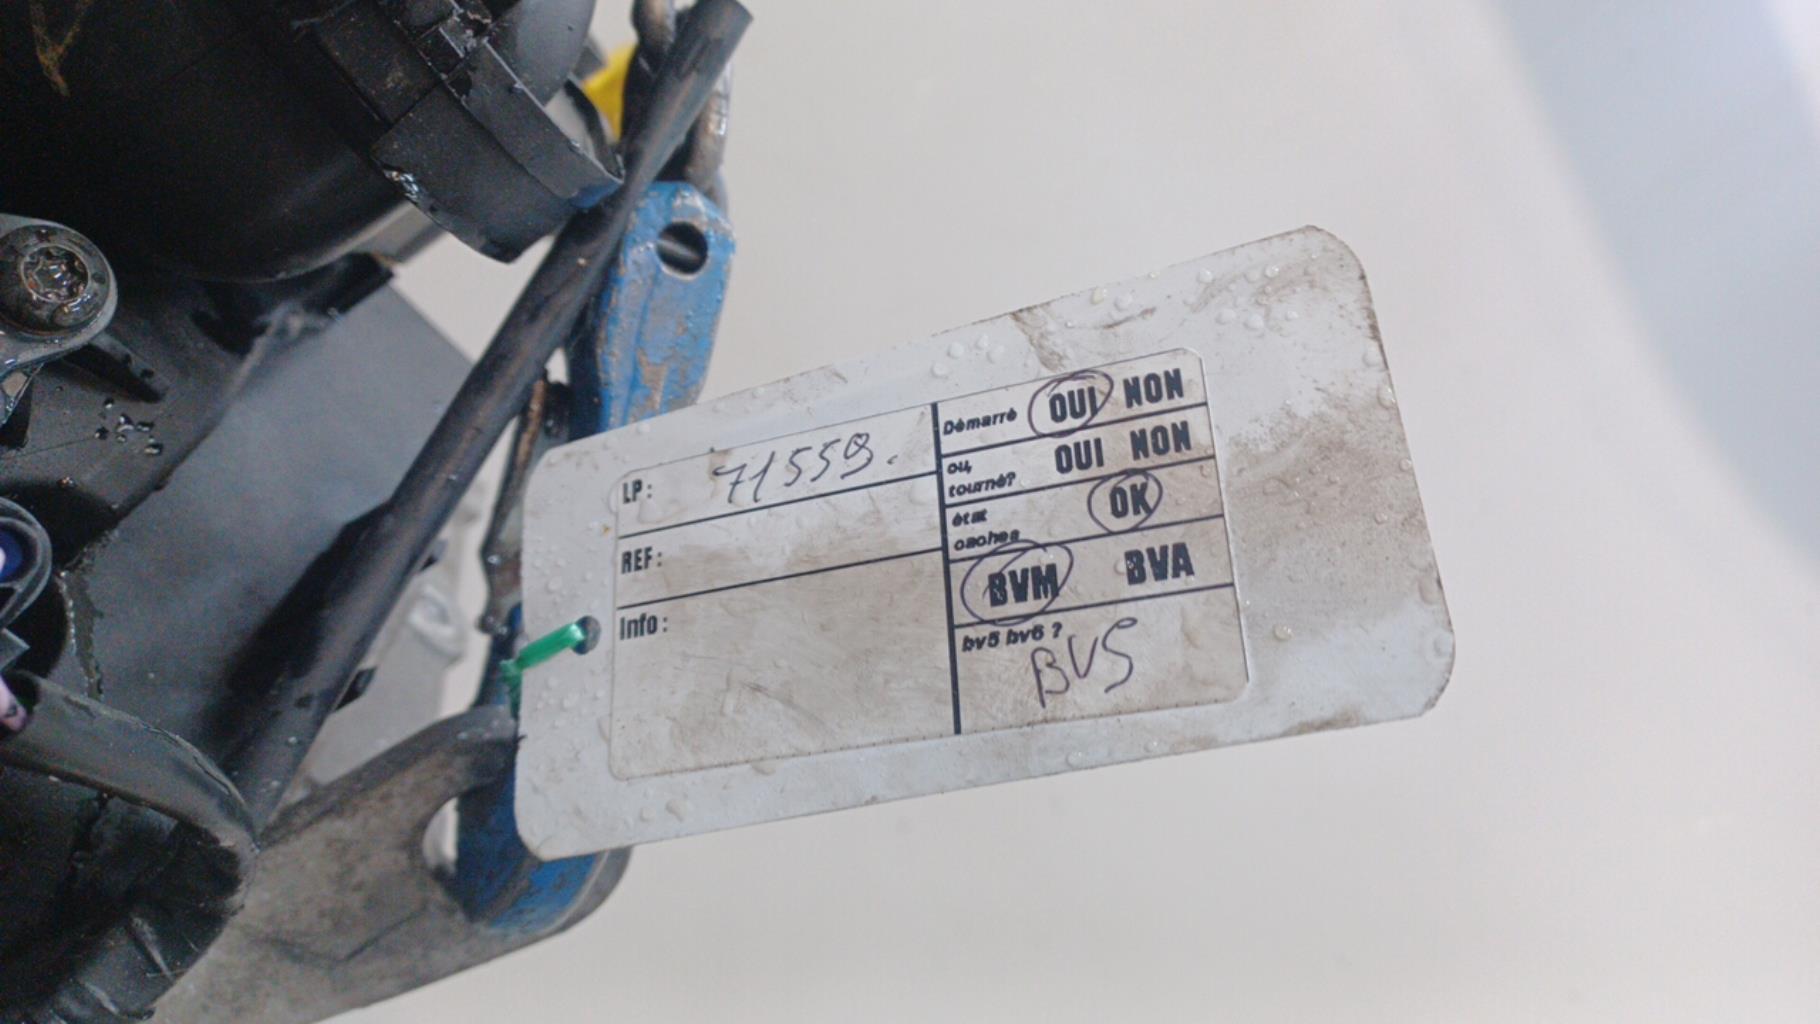 LP: 71559.
REF:
Info:
Démarré OUI NON
ou, tourné? OUI NON
état caches OK
BVM BVA
bv5 bv6 ?
BV5